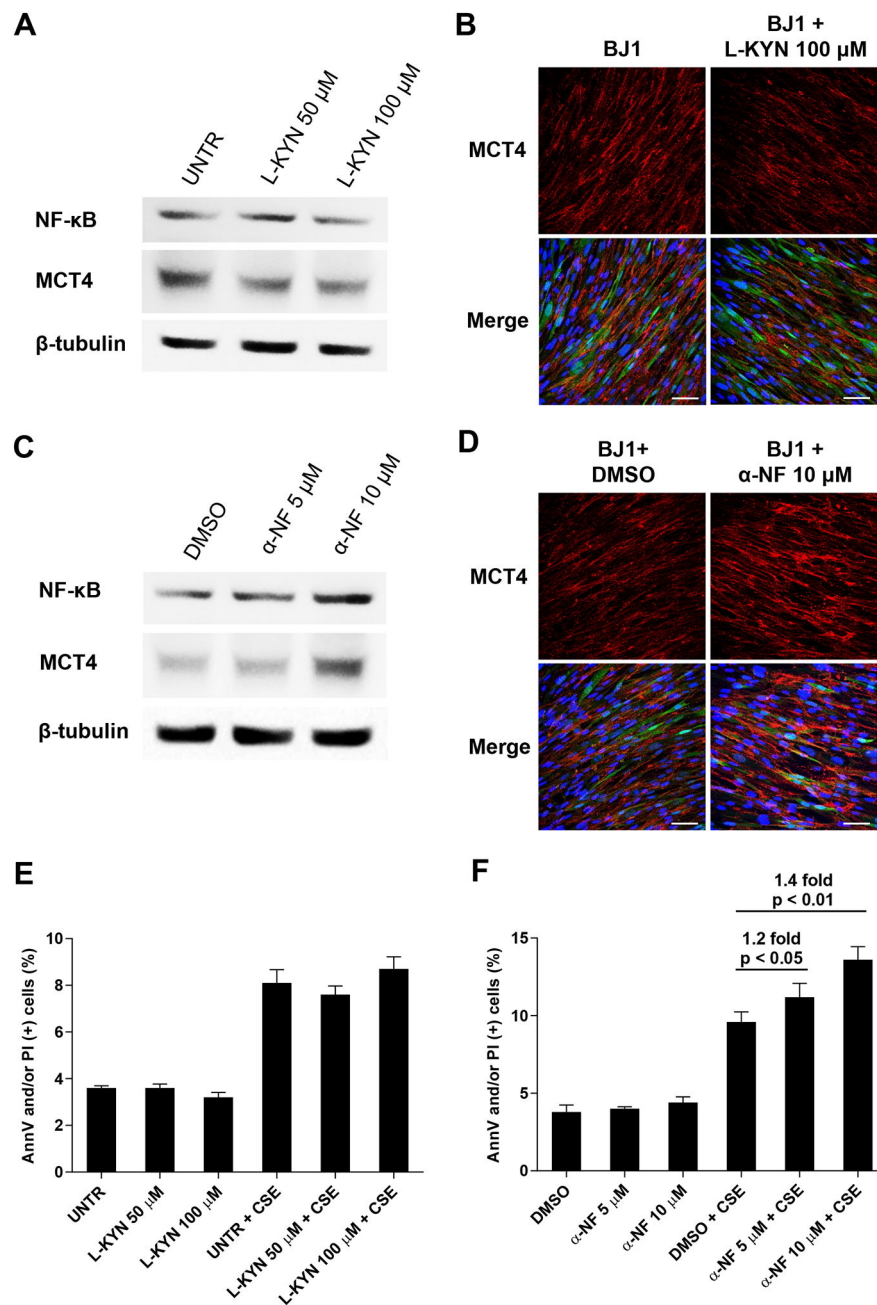 A
UNTR
L-KYN 50 μM
L-KYN 100 μM
NF-κB
MCT4
β-tubulin
B
BJ1
BJ1 +
L-KYN 100 μM
MCT4
Merge
C
DMSO
α-NF 5 μM
α-NF 10 μM
NF-κB
MCT4
β-tubulin
D
BJ1+
DMSO
BJ1 +
α-NF 10 μM
MCT4
Merge
E
AnnV and/or PI (+) cells (%)
10
8
6
4
2
0
UNTR
L-KYN 50 μM
L-KYN 100 μM
UNTR + CSE
L-KYN 50 μM + CSE
L-KYN 100 μM + CSE
F
1.4 fold
p < 0.01
1.2 fold
p < 0.05
AnnV and/or PI (+) cells (%)
15
10
5
0
DMSO
α-NF 5 μM
α-NF 10 μM
DMSO + CSE
α-NF 5 μM + CSE
α-NF 10 μM + CSE